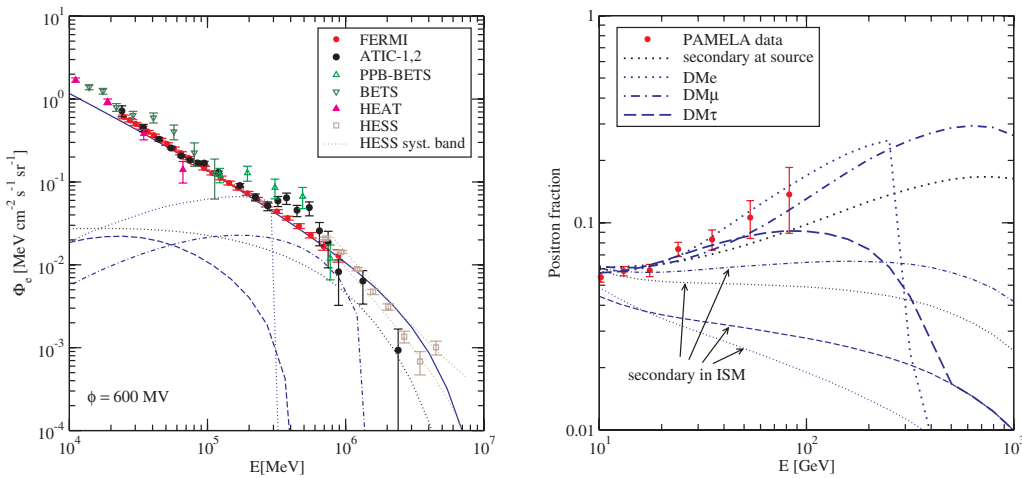 Φe [MeV cm-2 s-1 sr-1]
10^1
10^0
10^-1
10^-2
10^-3
10^-4
10^4
10^5
10^6
10^7
E[MeV]
φ = 600 MV
FERMI
ATIC-1,2
PPB-BETS
BETS
HEAT
HESS
HESS syst. band
Positron fraction
1
0.1
0.01
10^1
10^2
10^3
E [GeV]
PAMELA data
secondary at source
DMe
DMμ
DMτ
secondary in ISM